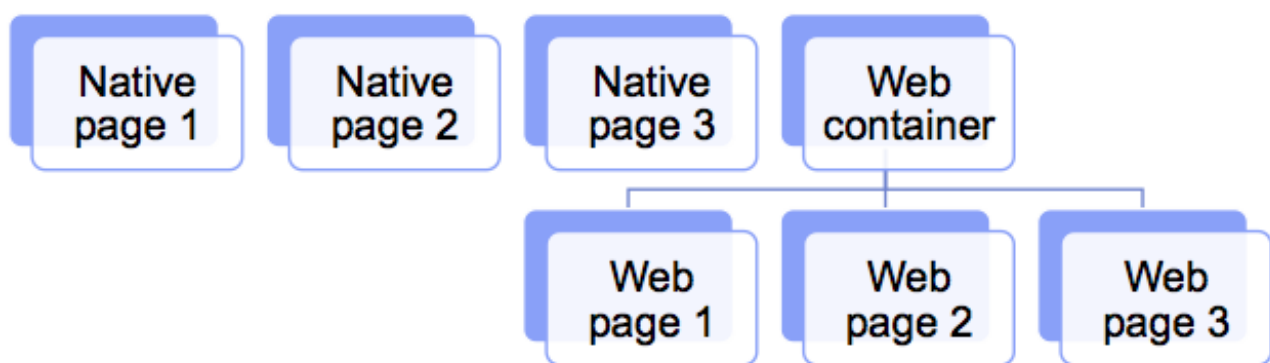 Native
page 1
Native
page 2
Native
page 3
Web
container
Web
page 1
Web
page 2
Web
page 3